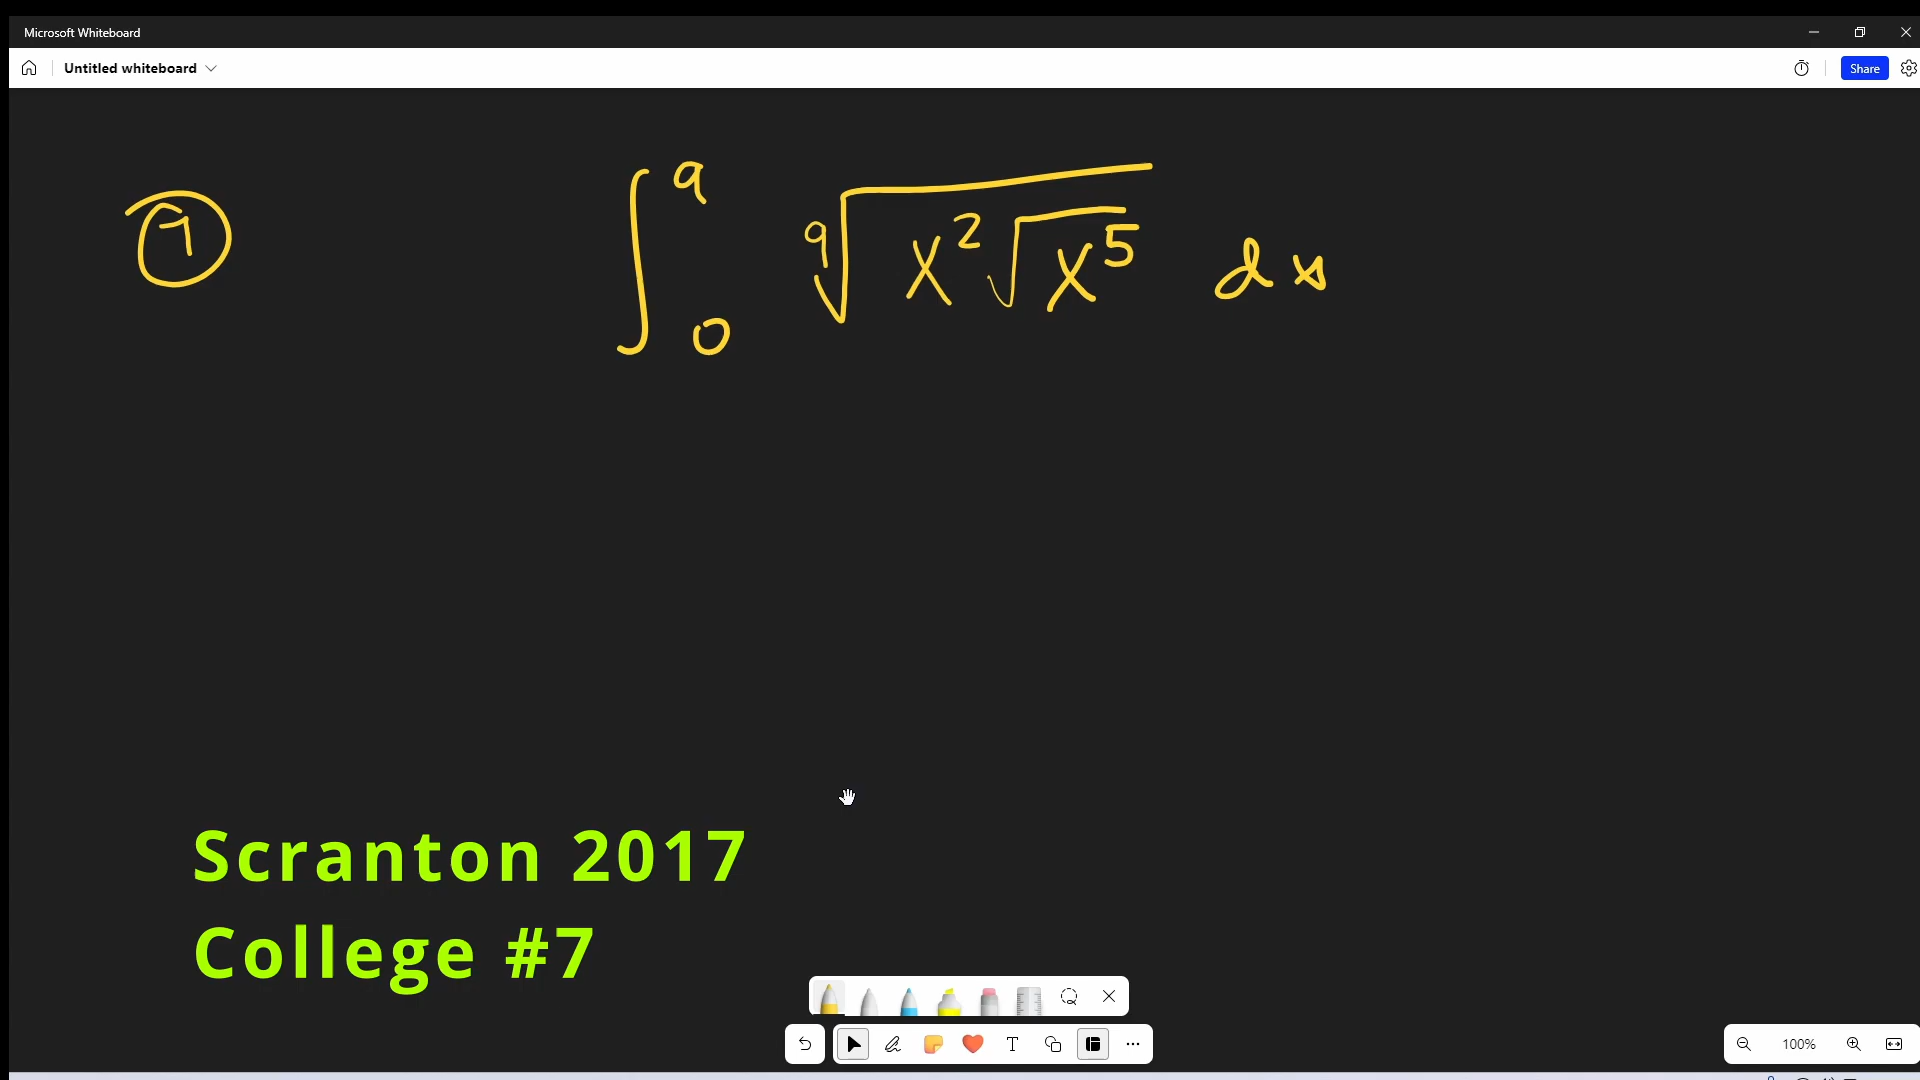 Microsoft Whiteboard
Untitled whiteboard
Share
7
∫₀⁹ ⁹√(x²√x⁵) dx
Scranton 2017
College #7
T
100%